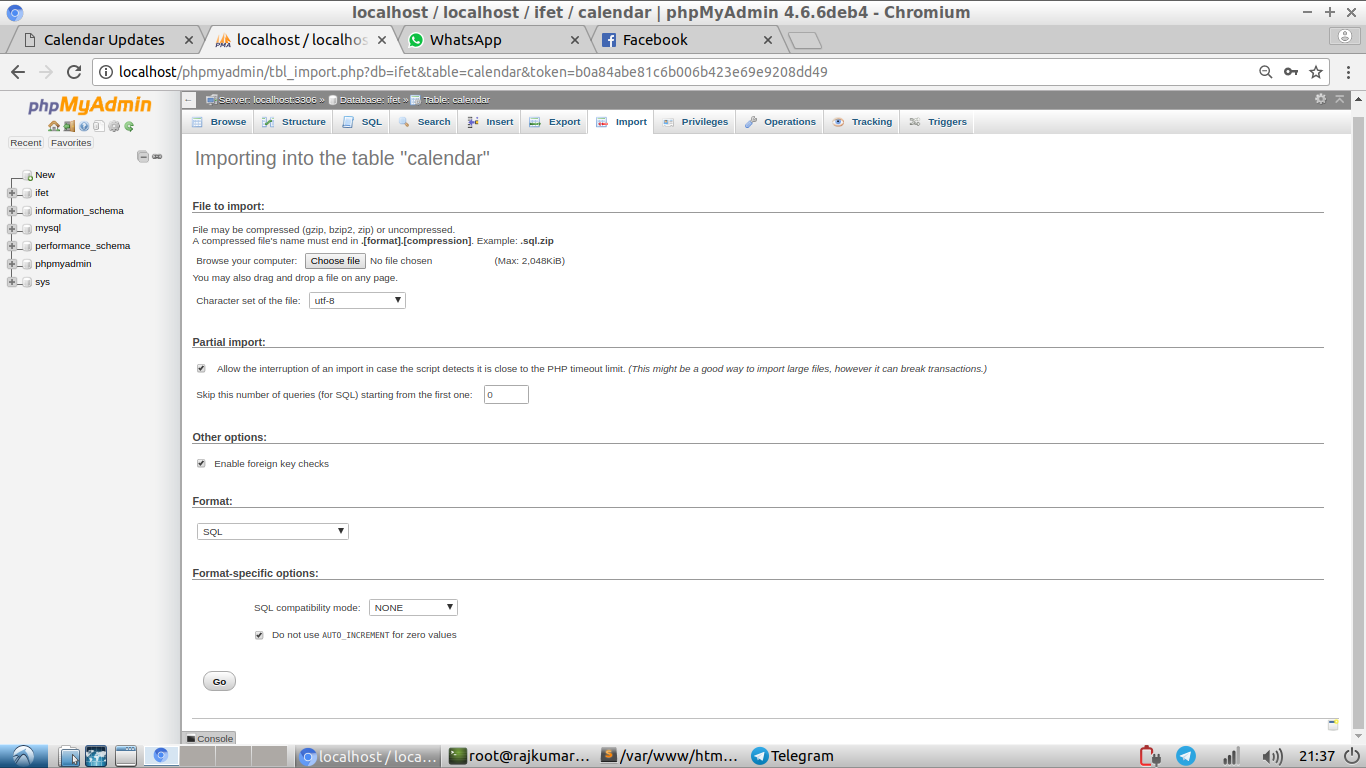 localhost / localhost / ifet / calendar | phpMyAdmin 4.6.6deb4 - Chromium
Calendar Updates
localhost / localhos
WhatsApp
Facebook
localhost/phpmyadmin/tbl_import.php?db=ifet&table=calendar&token=b0a84abe81c6b006b423e69e9208dd49
phpMyAdmin
Recent Favorites
New
ifet
information_schema
mysql
performance_schema
phpmyadmin
sys
Server: localhost:3306 » Database: ifet » Table: calendar
Browse Structure SQL Search Insert Export Import Privileges Operations Tracking Triggers
Importing into the table "calendar"
File to import:
File may be compressed (gzip, bzip2, zip) or uncompressed.
A compressed file's name must end in .[format].[compression]. Example: .sql.zip
Browse your computer: Choose file No file chosen (Max: 2,048KiB)
You may also drag and drop a file on any page.
Character set of the file: utf-8
Partial import:
Allow the interruption of an import in case the script detects it is close to the PHP timeout limit. (This might be a good way to import large files, however it can break transactions.)
Skip this number of queries (for SQL) starting from the first one: 0
Other options:
Enable foreign key checks
Format:
SQL
Format-specific options:
SQL compatibility mode: NONE
Do not use AUTO_INCREMENT for zero values
Go
Console
localhost / loca...
root@rajkumar...
/var/www/htm...
Telegram
21:37